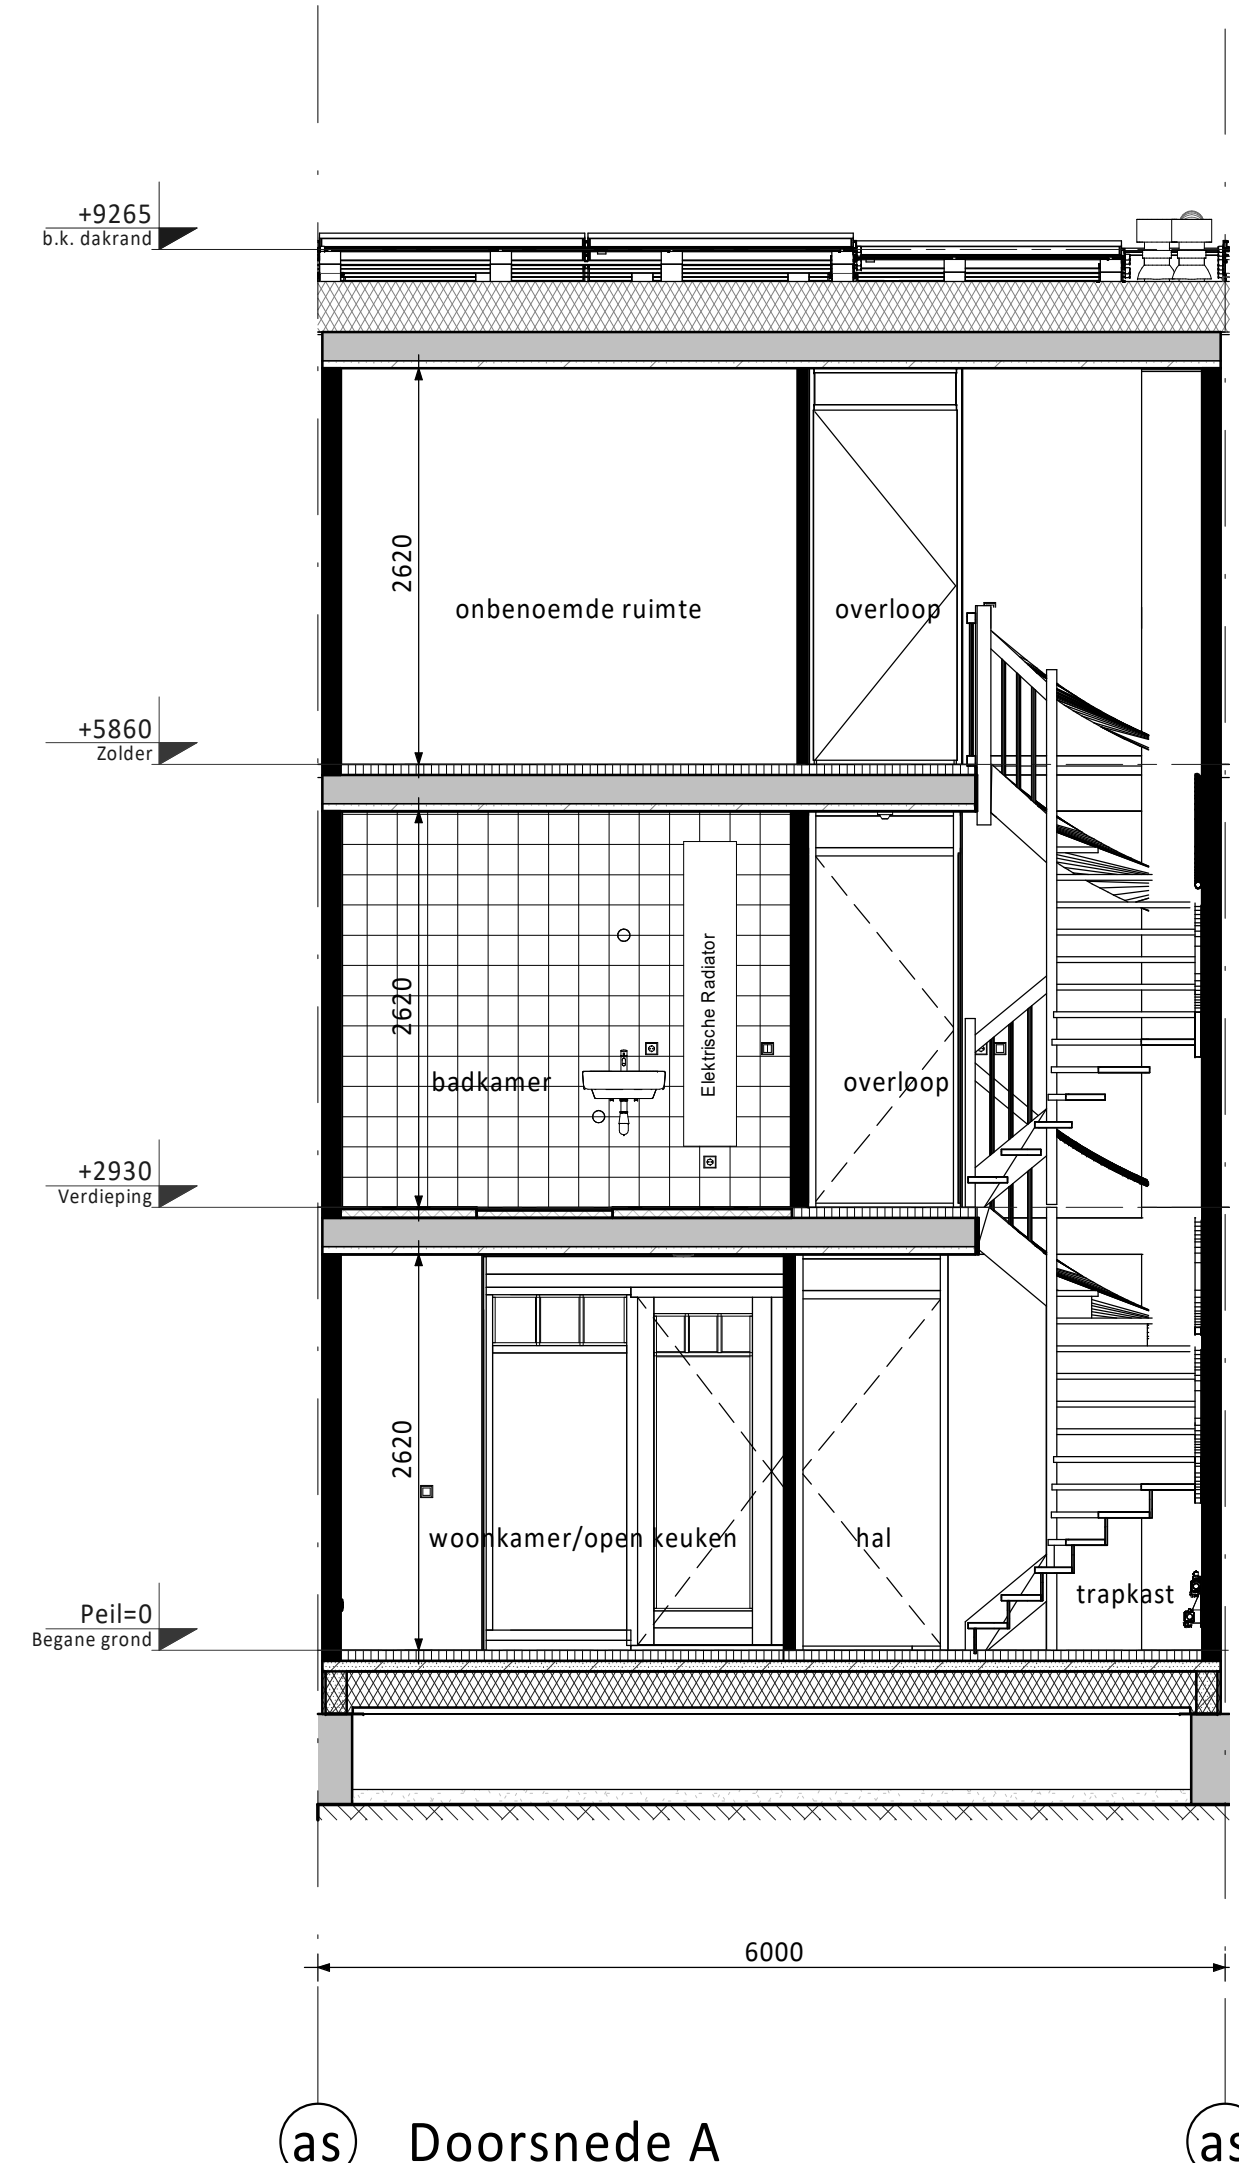 +9265
b.k. dakrand
2620
onbenoemde ruimte
overloop
+5860
Zolder
2620
Elektrische Radiator
badkamer
overloop
+2930
Verdieping
2620
woonkamer/open keuken
hal
trapkast
Peil=0
Begane grond
6000
as
Doorsnede A
as